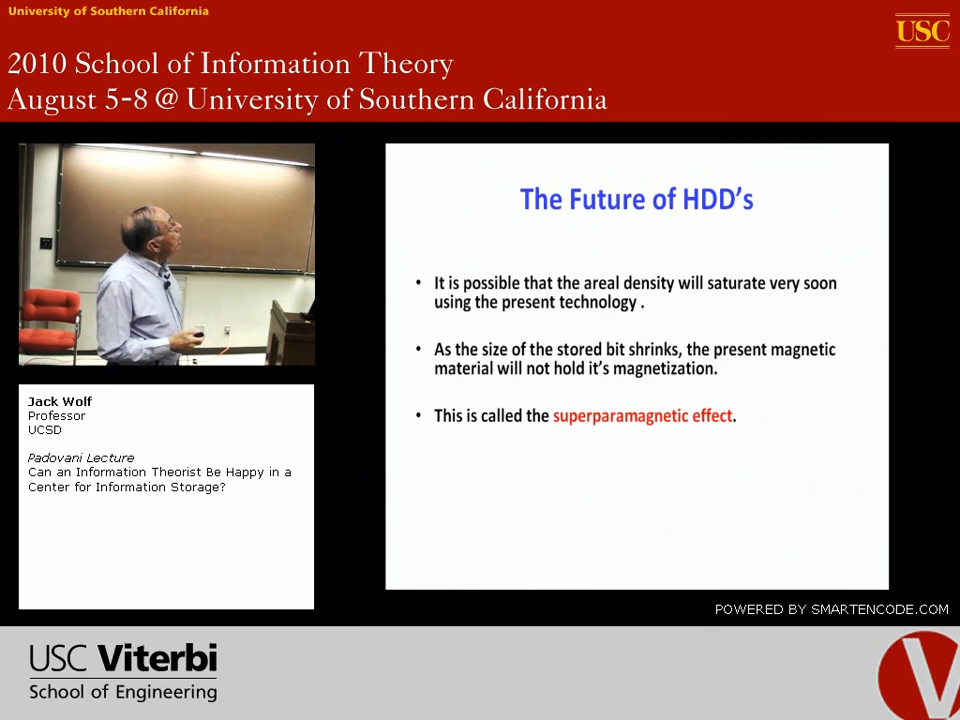 University of Southern California
USC
2010 School of Information Theory
August 5-8 @ University of Southern California
The Future of HDD's
• It is possible that the areal density will saturate very soon
using the present technology .
• As the size of the stored bit shrinks, the present magnetic
material will not hold it's magnetization.
• This is called the superparamagnetic effect.
Jack Wolf
Professor
UCSD
Padovani Lecture
Can an Information Theorist Be Happy in a
Center for Information Storage?
POWERED BY SMARTENCODE.COM
USC Viterbi
School of Engineering
V